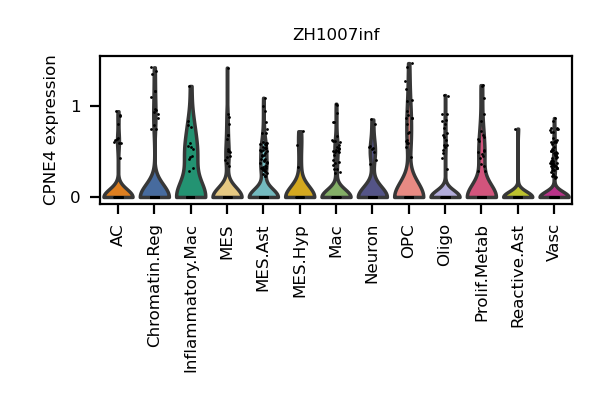 ZH1007inf
CPNE4 expression
1
0
AC
Chromatin.Reg
Inflammatory.Mac
MES
MES.Ast
MES.Hyp
Mac
Neuron
OPC
Oligo
Prolif.Metab
Reactive.Ast
Vasc